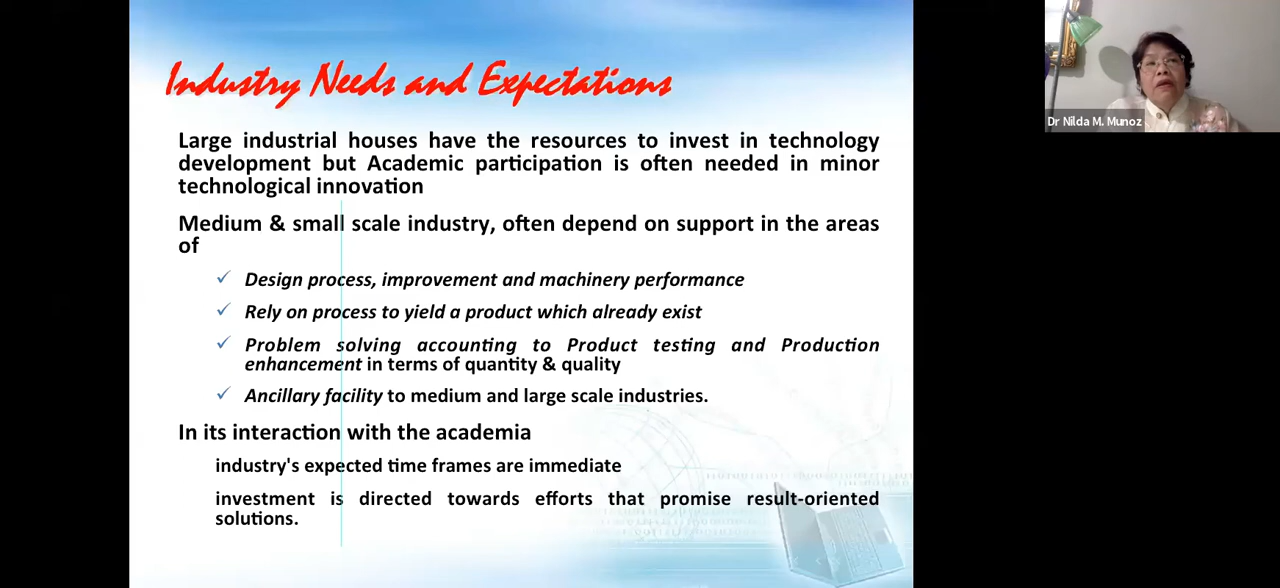 Industry Needs and Expectations
Large industrial houses have the resources to invest in technology
development but Academic participation is often needed in minor
technological innovation
Medium & small scale industry, often depend on support in the areas
of
✓ Design process, improvement and machinery performance
✓ Rely on process to yield a product which already exist
✓ Problem solving accounting to Product testing and Production
enhancement in terms of quantity & quality
✓ Ancillary facility to medium and large scale industries.
In its interaction with the academia
industry's expected time frames are immediate
investment is directed towards efforts that promise result-oriented
solutions.
Dr Nilda M. Munoz